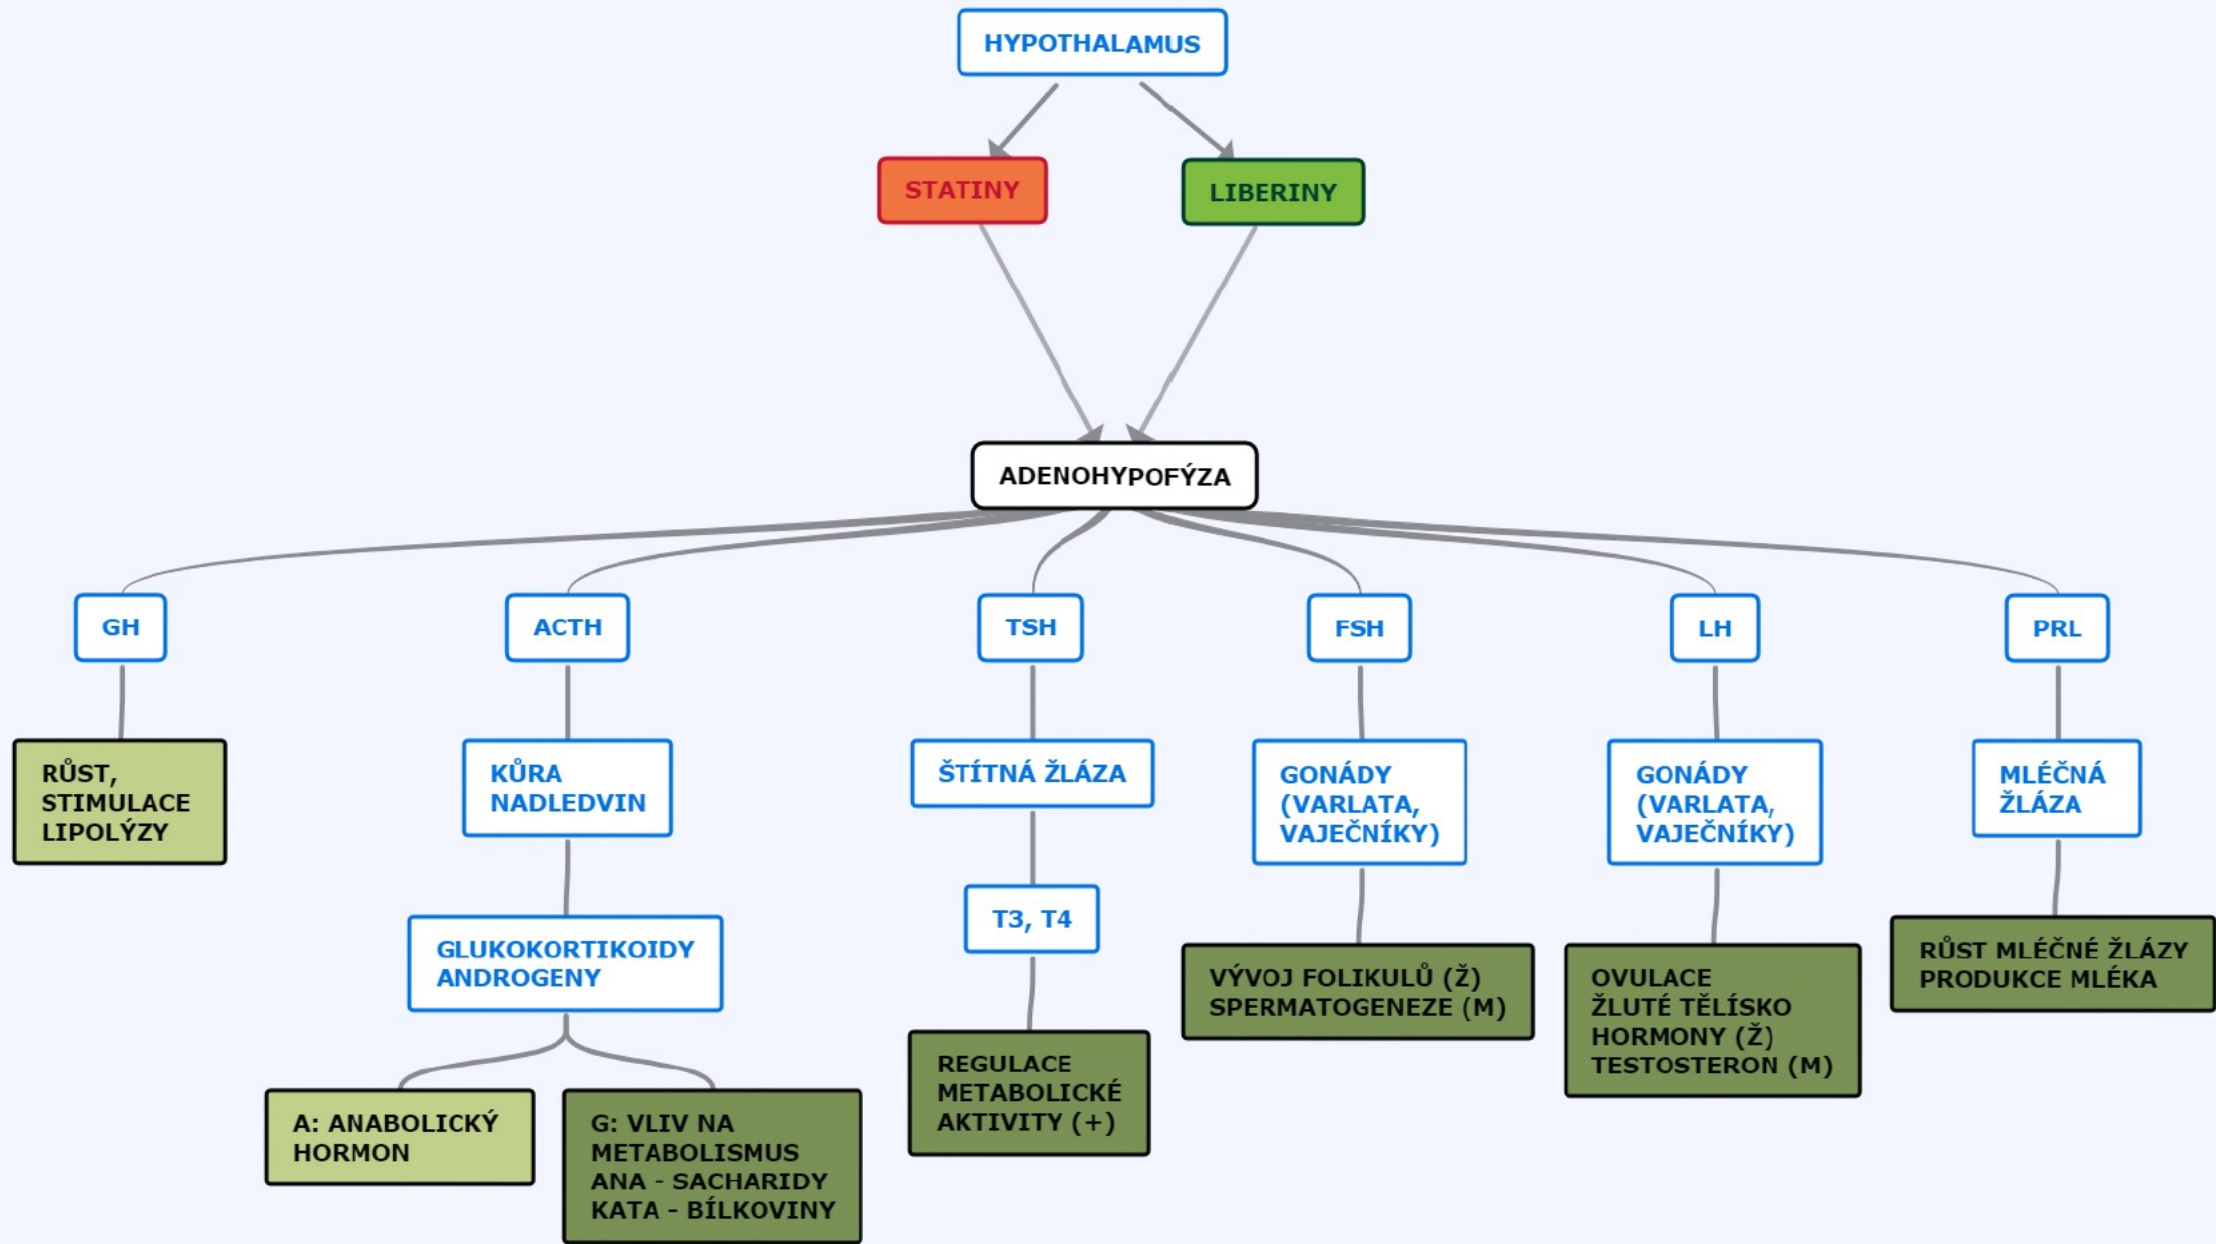 HYPOTHALAMUS
STATINY
LIBERINY
ADENOHYPOFÝZA
GH
ACTH
TSH
FSH
LH
PRL
RŮST,
STIMULACE
LIPOLÝZY
KŮRA
NADLEDVIN
ŠTÍTNÁ ŽLÁZA
GONÁDY
(VARLATA,
VAJEČNÍKY)
GONÁDY
(VARLATA,
VAJEČNÍKY)
MLÉČNÁ
ŽLÁZA
GLUKOKORTIKOIDY
ANDROGENY
T3, T4
VÝVOJ FOLIKULŮ (Ž)
SPERMATOGENEZE (M)
OVULACE
ŽLUTÉ TĚLÍSKO
HORMONY (Ž)
TESTOSTERON (M)
RŮST MLÉČNÉ ŽLÁZY
PRODUKCE MLÉKA
A: ANABOLICKÝ
HORMON
G: VLIV NA
METABOLISMUS
ANA - SACHARIDY
KATA - BÍLKOVINY
REGULACE
METABOLICKÉ
AKTIVITY (+)